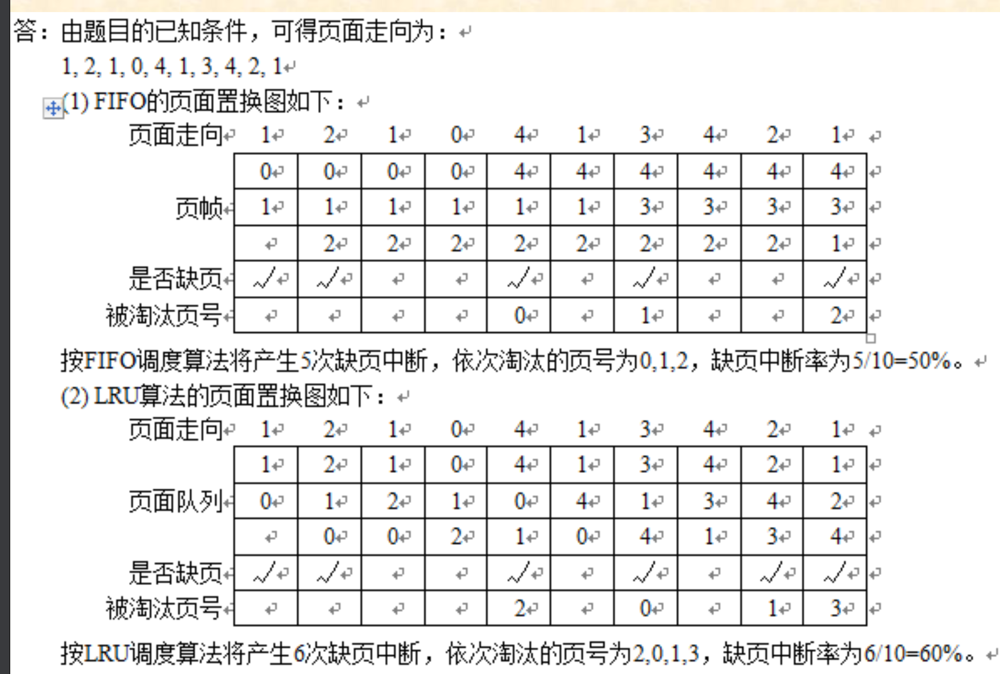 答：由题目的已知条件，可得页面走向为：
1, 2, 1, 0, 4, 1, 3, 4, 2, 1
(1) FIFO的页面置换图如下：
页面走向 1 2 1 0 4 1 3 4 2 1
0 0 0 0 4 4 4 4 4 4
页帧 1 1 1 1 1 1 3 3 3 3
2 2 2 2 2 2 2 2 1
是否缺页 √ √ √ √ √
被淘汰页号 0 1 2
按FIFO调度算法将产生5次缺页中断，依次淘汰的页号为0,1,2，缺页中断率为5/10=50%。
(2) LRU算法的页面置换图如下：
页面走向 1 2 1 0 4 1 3 4 2 1
1 2 1 0 4 1 3 4 2 1
页面队列 0 1 2 1 0 4 1 3 4 2
0 0 2 1 0 4 1 3 4
是否缺页 √ √ √ √ √ √
被淘汰页号 2 0 1 3
按LRU调度算法将产生6次缺页中断，依次淘汰的页号为2,0,1,3，缺页中断率为6/10=60%。